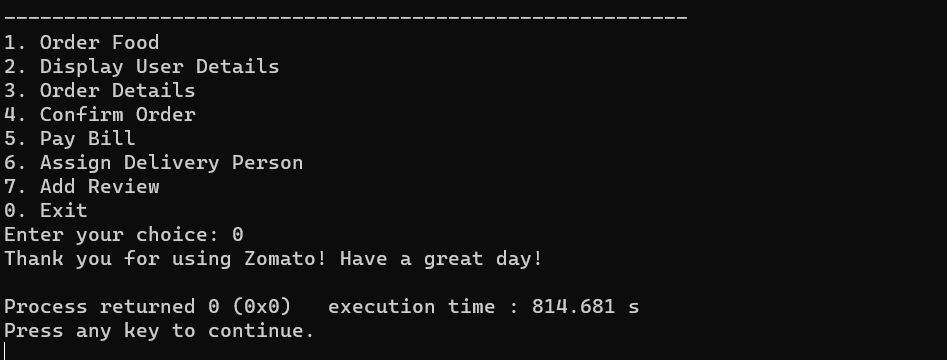 ---------------------------------------------------------
1. Order Food
2. Display User Details
3. Order Details
4. Confirm Order
5. Pay Bill
6. Assign Delivery Person
7. Add Review
0. Exit
Enter your choice: 0
Thank you for using Zomato! Have a great day!
Process returned 0 (0x0)   execution time : 814.681 s
Press any key to continue.